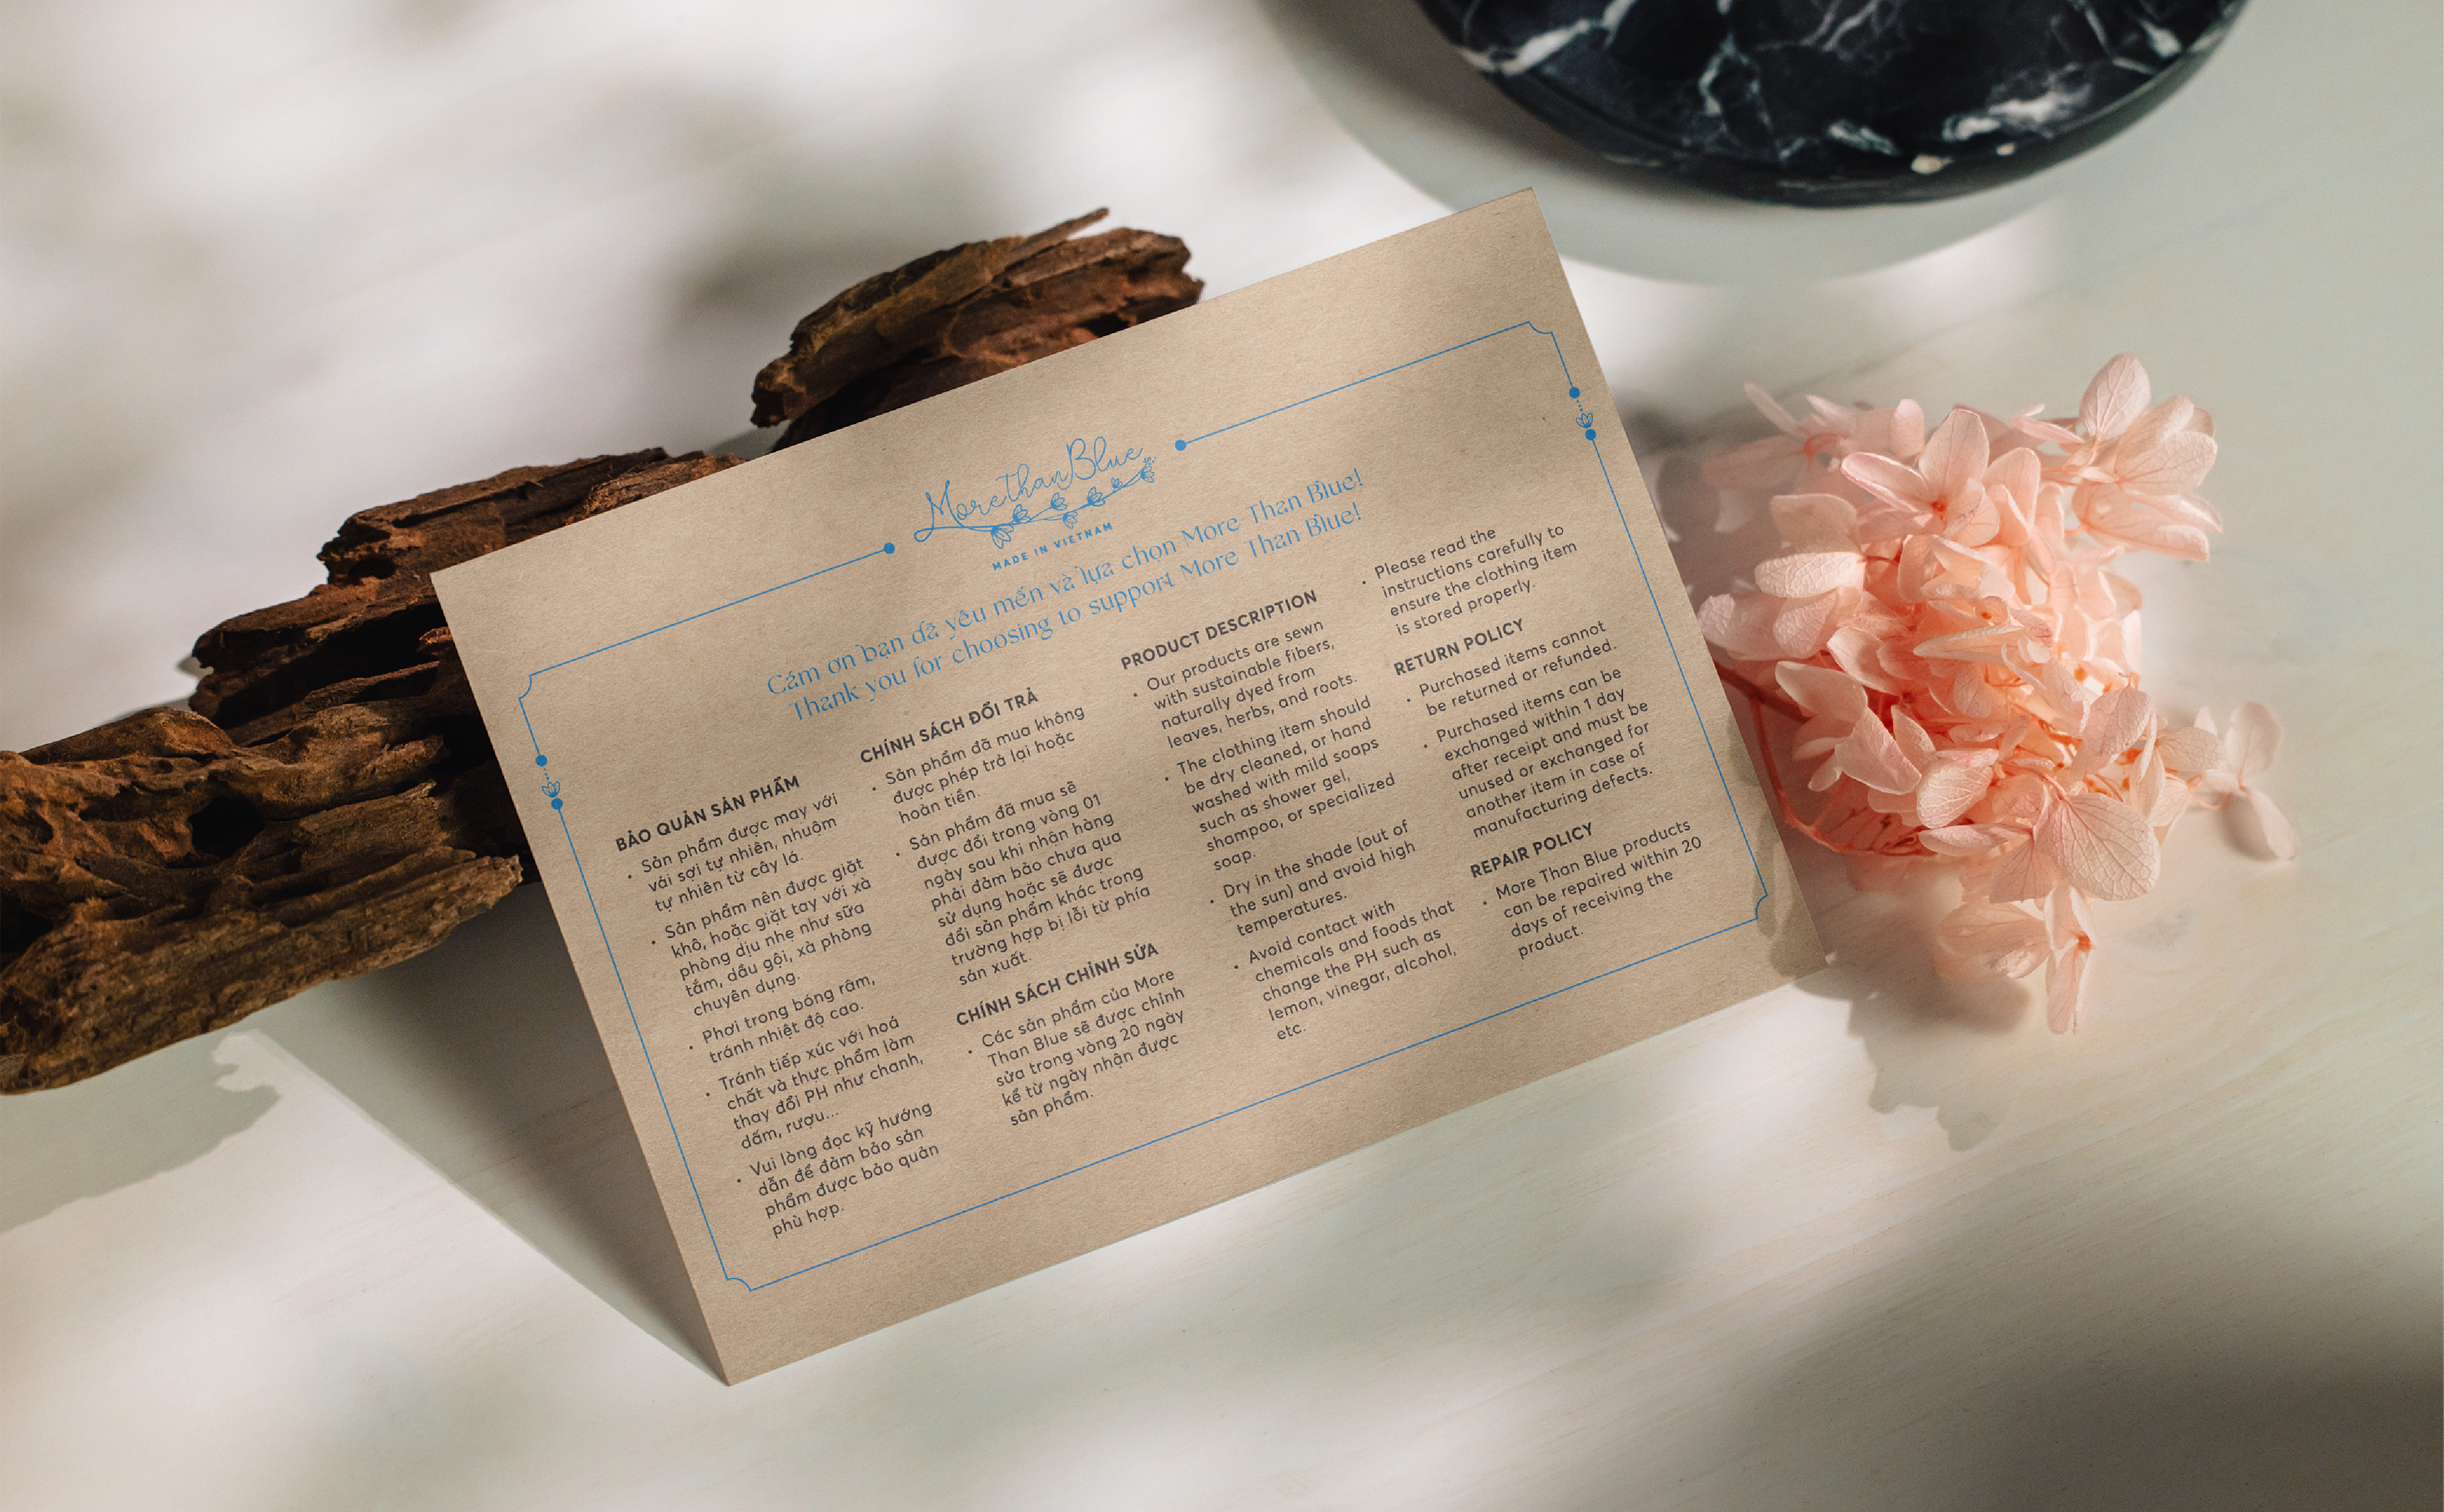 More than Blue
MADE IN VIETNAM
Cảm ơn bạn đã yêu mến và lựa chọn More Than Blue!
Thank you for choosing to support More Than Blue!
BẢO QUẢN SẢN PHẨM
• Sản phẩm được may với
vải sợi tự nhiên, nhuộm
tự nhiên từ cây lá.
• Sản phẩm nên được giặt
khô, hoặc giặt tay với xà
phòng dịu nhẹ như sữa
tắm, dầu gội, xà phòng
chuyên dụng.
• Phơi trong bóng râm,
tránh nhiệt độ cao.
• Tránh tiếp xúc với hoá
chất và thực phẩm làm
thay đổi PH như chanh,
dấm, rượu...
• Vui lòng đọc kỹ hướng
dẫn để đảm bảo sản
phẩm được bảo quản
phù hợp.
CHÍNH SÁCH ĐỔI TRẢ
• Sản phẩm đã mua không
được phép trả lại hoặc
hoàn tiền.
• Sản phẩm đã mua sẽ
được đổi trong vòng 01
ngày sau khi nhận hàng
phải đảm bảo chưa qua
sử dụng hoặc sẽ được
đổi sản phẩm khác trong
trường hợp bị lỗi từ phía
sản xuất.
CHÍNH SÁCH CHỈNH SỬA
• Các sản phẩm của More
Than Blue sẽ được chỉnh
sửa trong vòng 20 ngày
kể từ ngày nhận được
sản phẩm.
PRODUCT DESCRIPTION
• Our products are sewn
with sustainable fibers,
naturally dyed from
leaves, herbs, and roots.
• The clothing item should
be dry cleaned, or hand
washed with mild soaps
such as shower gel,
shampoo, or specialized
soap.
• Dry in the shade (out of
the sun) and avoid high
temperatures.
• Avoid contact with
chemicals and foods that
change the PH such as
lemon, vinegar, alcohol,
etc.
• Please read the
instructions carefully to
ensure the clothing item
is stored properly.
RETURN POLICY
• Purchased items cannot
be returned or refunded.
• Purchased items can be
exchanged within 1 day
after receipt and must be
unused or exchanged for
another item in case of
manufacturing defects.
REPAIR POLICY
• More Than Blue products
can be repaired within 20
days of receiving the
product.